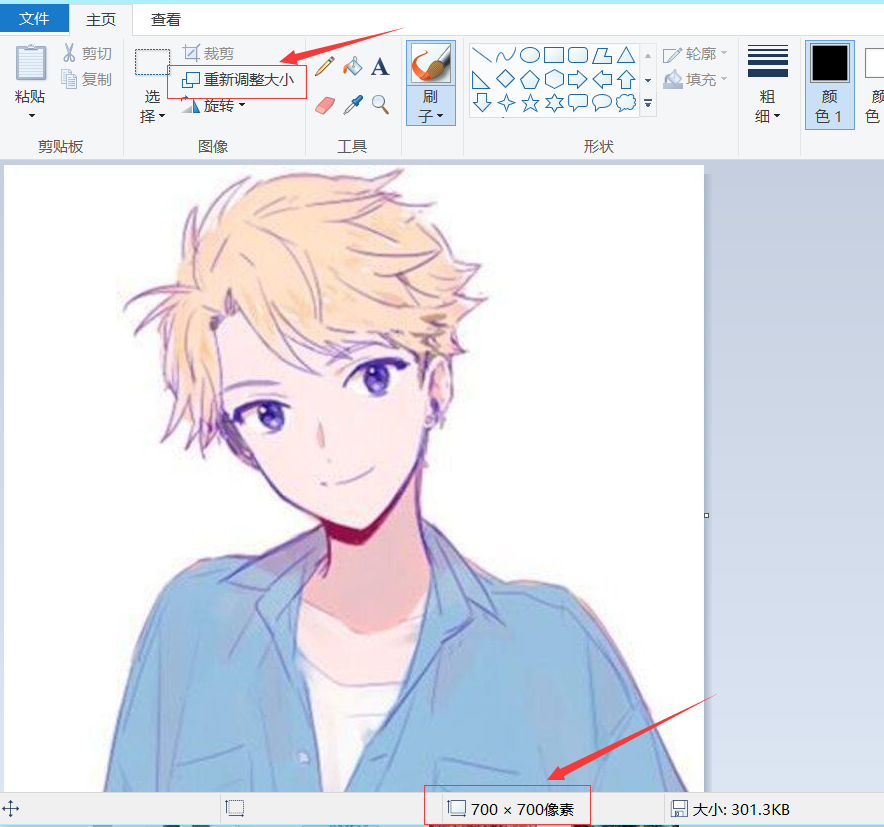 文件 主页 查看
粘贴
剪切
复制
剪贴板
选择
裁剪
重新调整大小
旋转
图像
A
工具
刷子
形状
轮廓
填充
粗细
颜色 1
颜色
700 × 700像素
大小: 301.3KB